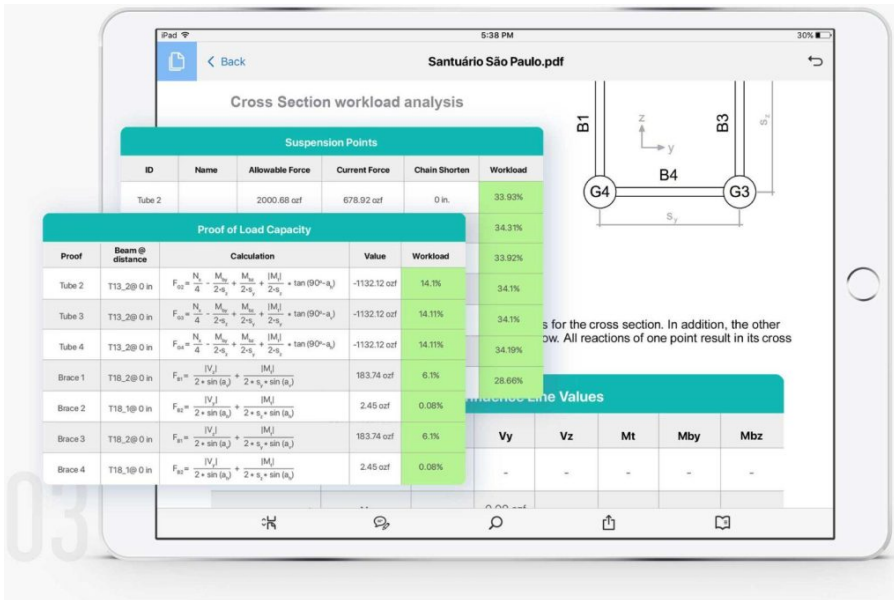 iPad
5:38 PM
30%
Back
Santuário São Paulo.pdf
Cross Section workload analysis
B1
z
y
B3
s_z
B4
G4
G3
s_y
Suspension Points
ID Name Allowable Force Current Force Chain Shorten Workload
Tube 2 2000.68 ozf 678.92 ozf 0 in. 33.93%
34.31%
33.92%
34.1%
34.1%
34.19%
28.66%
Proof of Load Capacity
Proof Beam @ distance Calculation Value Workload
Tube 2 T13_2@ 0 in -1132.12 ozf 14.1%
Tube 3 T13_2@ 0 in -1132.12 ozf 14.11%
Tube 4 T13_2@ 0 in -1132.12 ozf 14.11%
Brace 1 T18_2@ 0 in 183.74 ozf 6.1%
Brace 2 T18_1@ 0 in 2.45 ozf 0.08%
Brace 3 T18_2@ 0 in 183.74 ozf 6.1%
Brace 4 T18_1@ 0 in 2.45 ozf 0.08%
s for the cross section. In addition, the other
ow. All reactions of one point result in its cross
Line Values
Vy Vz Mt Mby Mbz
- - - - -
03